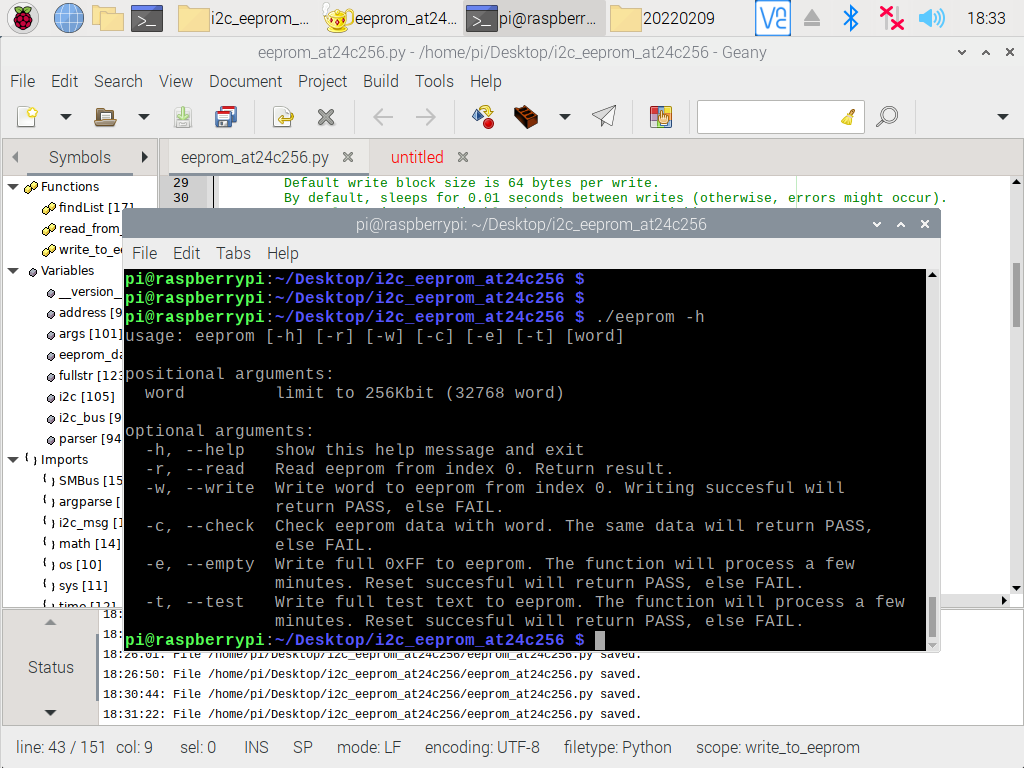 i2c_eeprom_...
eeprom_at24...
pi@raspberr...
20220209
18:33
eeprom_at24c256.py - /home/pi/Desktop/i2c_eeprom_at24c256 - Geany
File Edit Search View Document Project Build Tools Help
Symbols
eeprom_at24c256.py
untitled
Functions
findList [17]
read_from_
write_to_ee
Variables
__version_
address [9
args [101]
eeprom_da
fullstr [123
i2c [105]
i2c_bus [9
parser [94
Imports
SMBus [15
argparse [
i2c_msg [1
math [14]
os [10]
sys [11]
time [12]
29 Default write block size is 64 bytes per write.
30 By default, sleeps for 0.01 seconds between writes (otherwise, errors might occur).
pi@raspberrypi: ~/Desktop/i2c_eeprom_at24c256
File Edit Tabs Help
pi@raspberrypi:~/Desktop/i2c_eeprom_at24c256 $
pi@raspberrypi:~/Desktop/i2c_eeprom_at24c256 $
pi@raspberrypi:~/Desktop/i2c_eeprom_at24c256 $ ./eeprom -h
usage: eeprom [-h] [-r] [-w] [-c] [-e] [-t] [word]
positional arguments:
word limit to 256Kbit (32768 word)
optional arguments:
-h, --help show this help message and exit
-r, --read Read eeprom from index 0. Return result.
-w, --write Write word to eeprom from index 0. Writing succesful will
return PASS, else FAIL.
-c, --check Check eeprom data with word. The same data will return PASS,
else FAIL.
-e, --empty Write full 0xFF to eeprom. The function will process a few
minutes. Reset succesful will return PASS, else FAIL.
-t, --test Write full test text to eeprom. The function will process a few
minutes. Reset succesful will return PASS, else FAIL.
pi@raspberrypi:~/Desktop/i2c_eeprom_at24c256 $
Status
18:
18:
18:26:01: File /home/pi/Desktop/i2c_eeprom_at24c256/eeprom_at24c256.py saved.
18:26:50: File /home/pi/Desktop/i2c_eeprom_at24c256/eeprom_at24c256.py saved.
18:30:44: File /home/pi/Desktop/i2c_eeprom_at24c256/eeprom_at24c256.py saved.
18:31:22: File /home/pi/Desktop/i2c_eeprom_at24c256/eeprom_at24c256.py saved.
line: 43 / 151 col: 9 sel: 0 INS SP mode: LF encoding: UTF-8 filetype: Python scope: write_to_eeprom